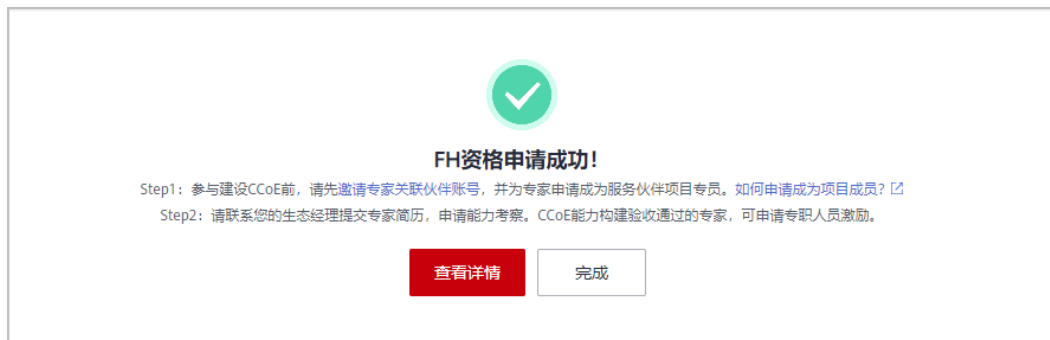 FH资格申请成功！
Step1：参与建设CCoE前，请先邀请专家关联伙伴账号，并为专家申请成为服务伙伴项目专员。如何申请成为项目成员？
Step2：请联系您的生态经理提交专家简历，申请能力考察。CCoE能力构建验收通过的专家，可申请专职人员激励。
查看详情 完成